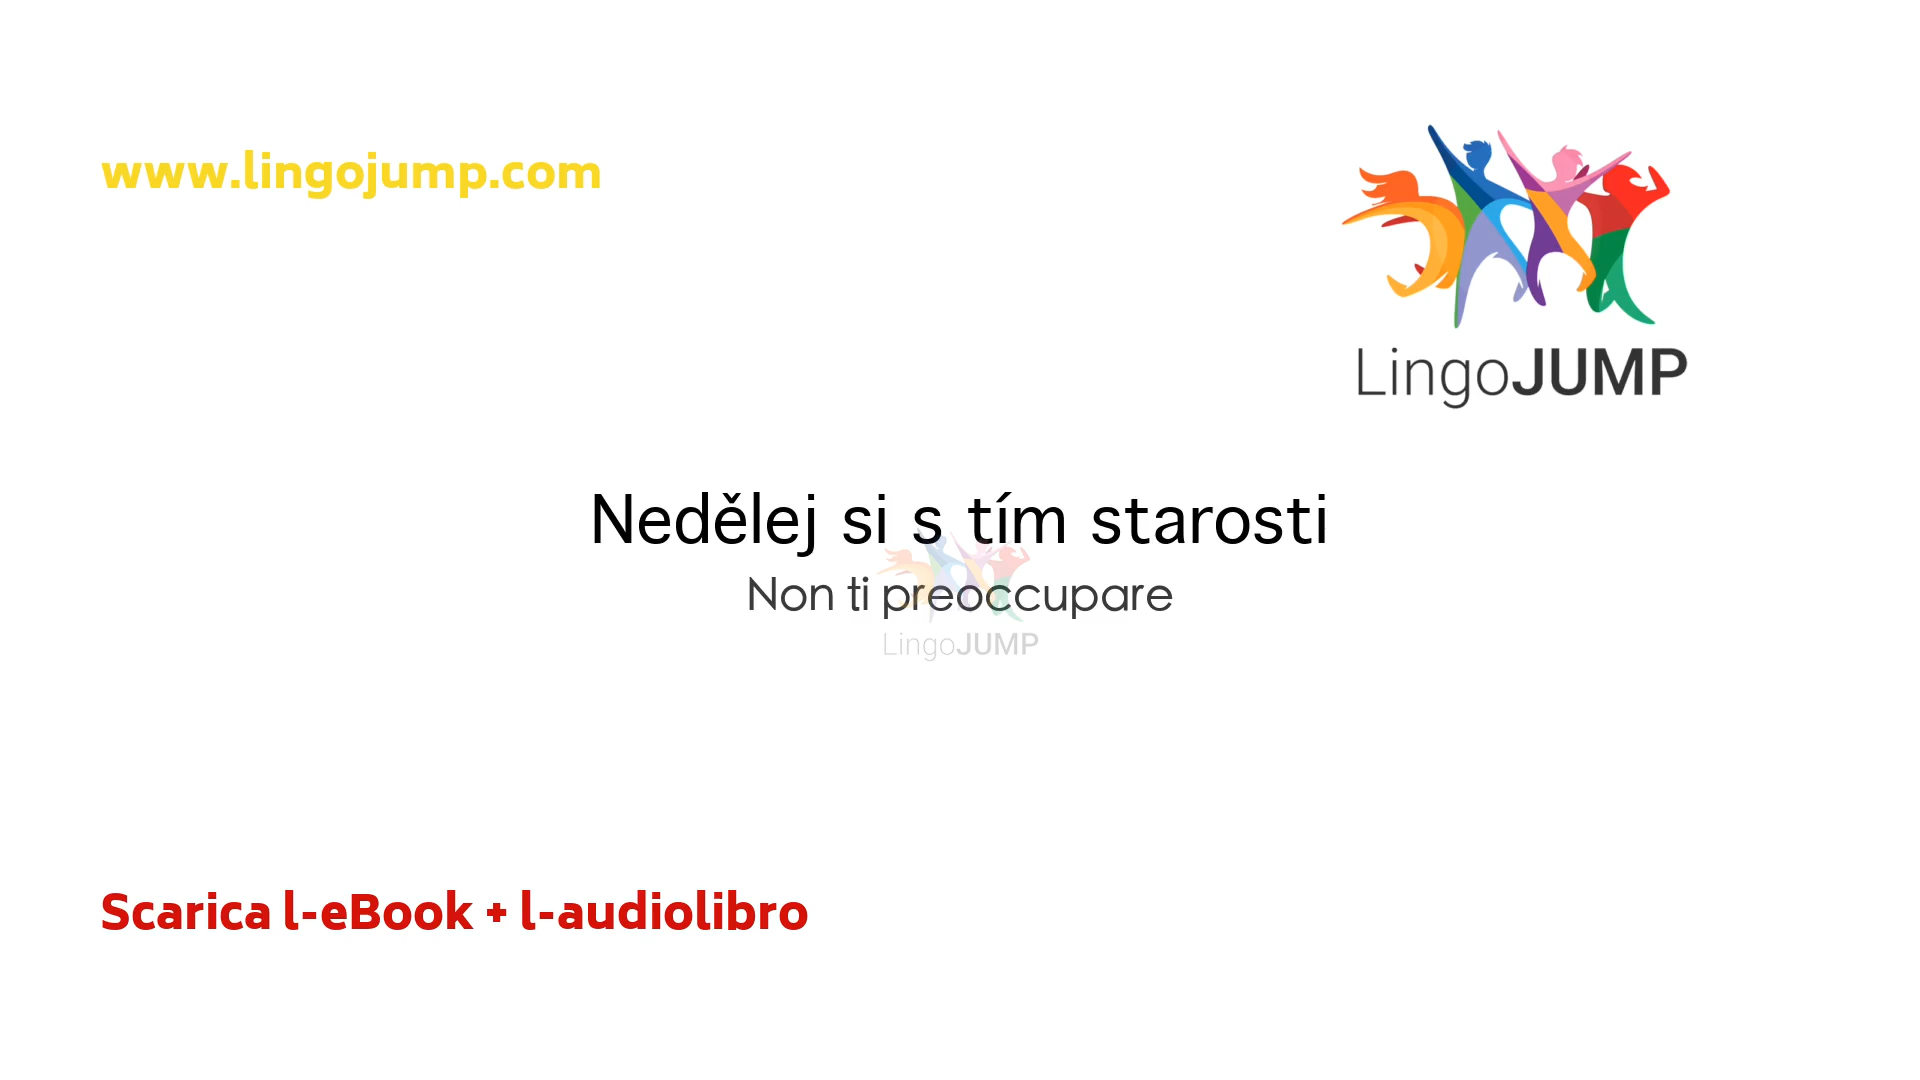 www.lingojump.com
LingoJUMP
Nedělej si s tím starosti
Non ti preoccupare
LingoJUMP
Scarica l-eBook + l-audiolibro